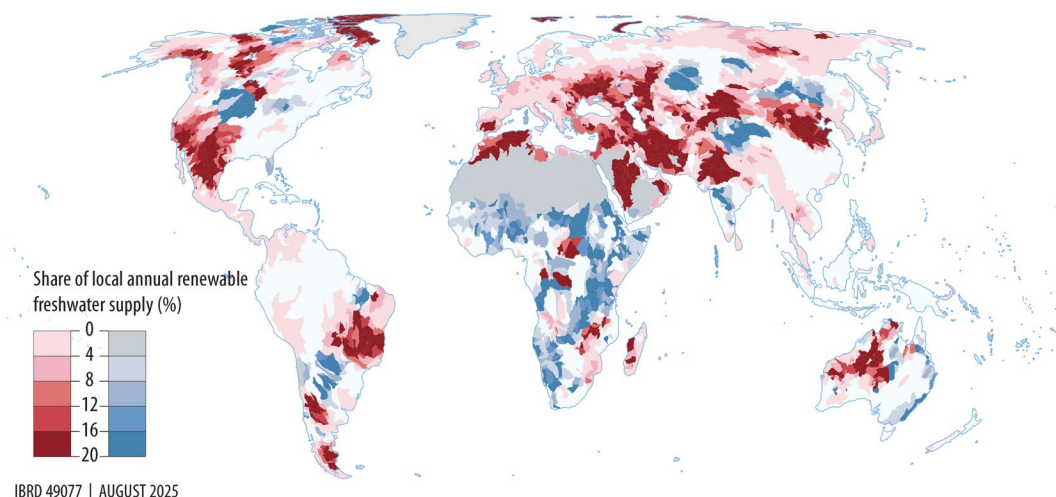 Share of local annual renewable
freshwater supply (%)
0
4
8
12
16
20
IBRD 49077 | AUGUST 2025